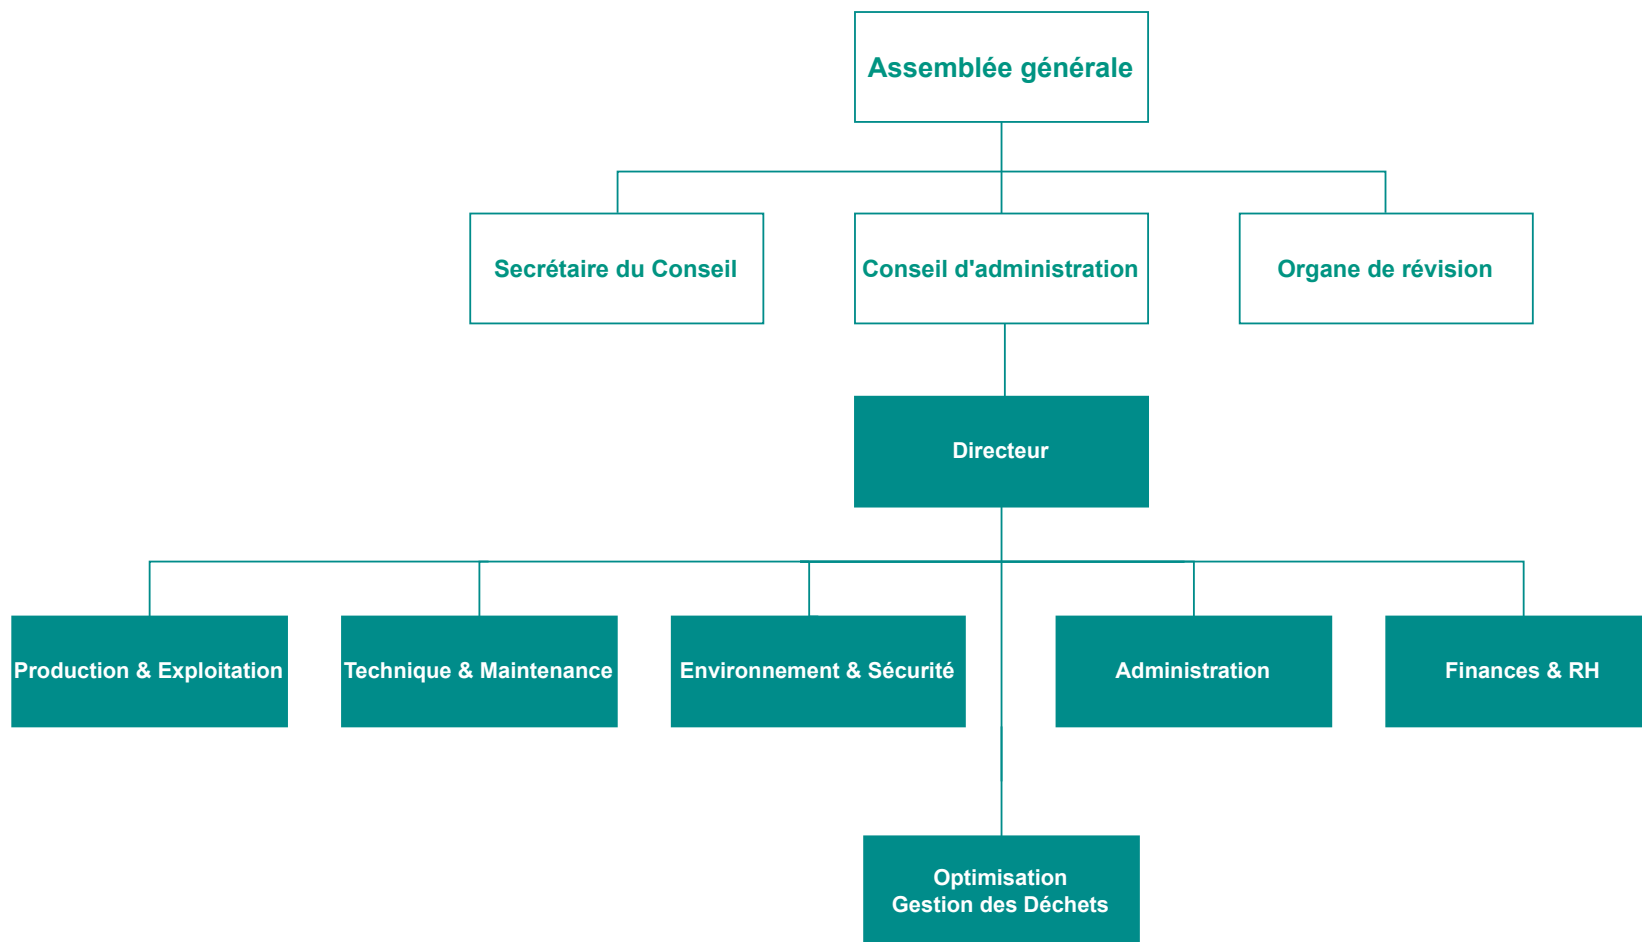 Assemblée générale
Secrétaire du Conseil
Conseil d'administration
Organe de révision
Directeur
Production & Exploitation
Technique & Maintenance
Environnement & Sécurité
Administration
Finances & RH
Optimisation
Gestion des Déchets